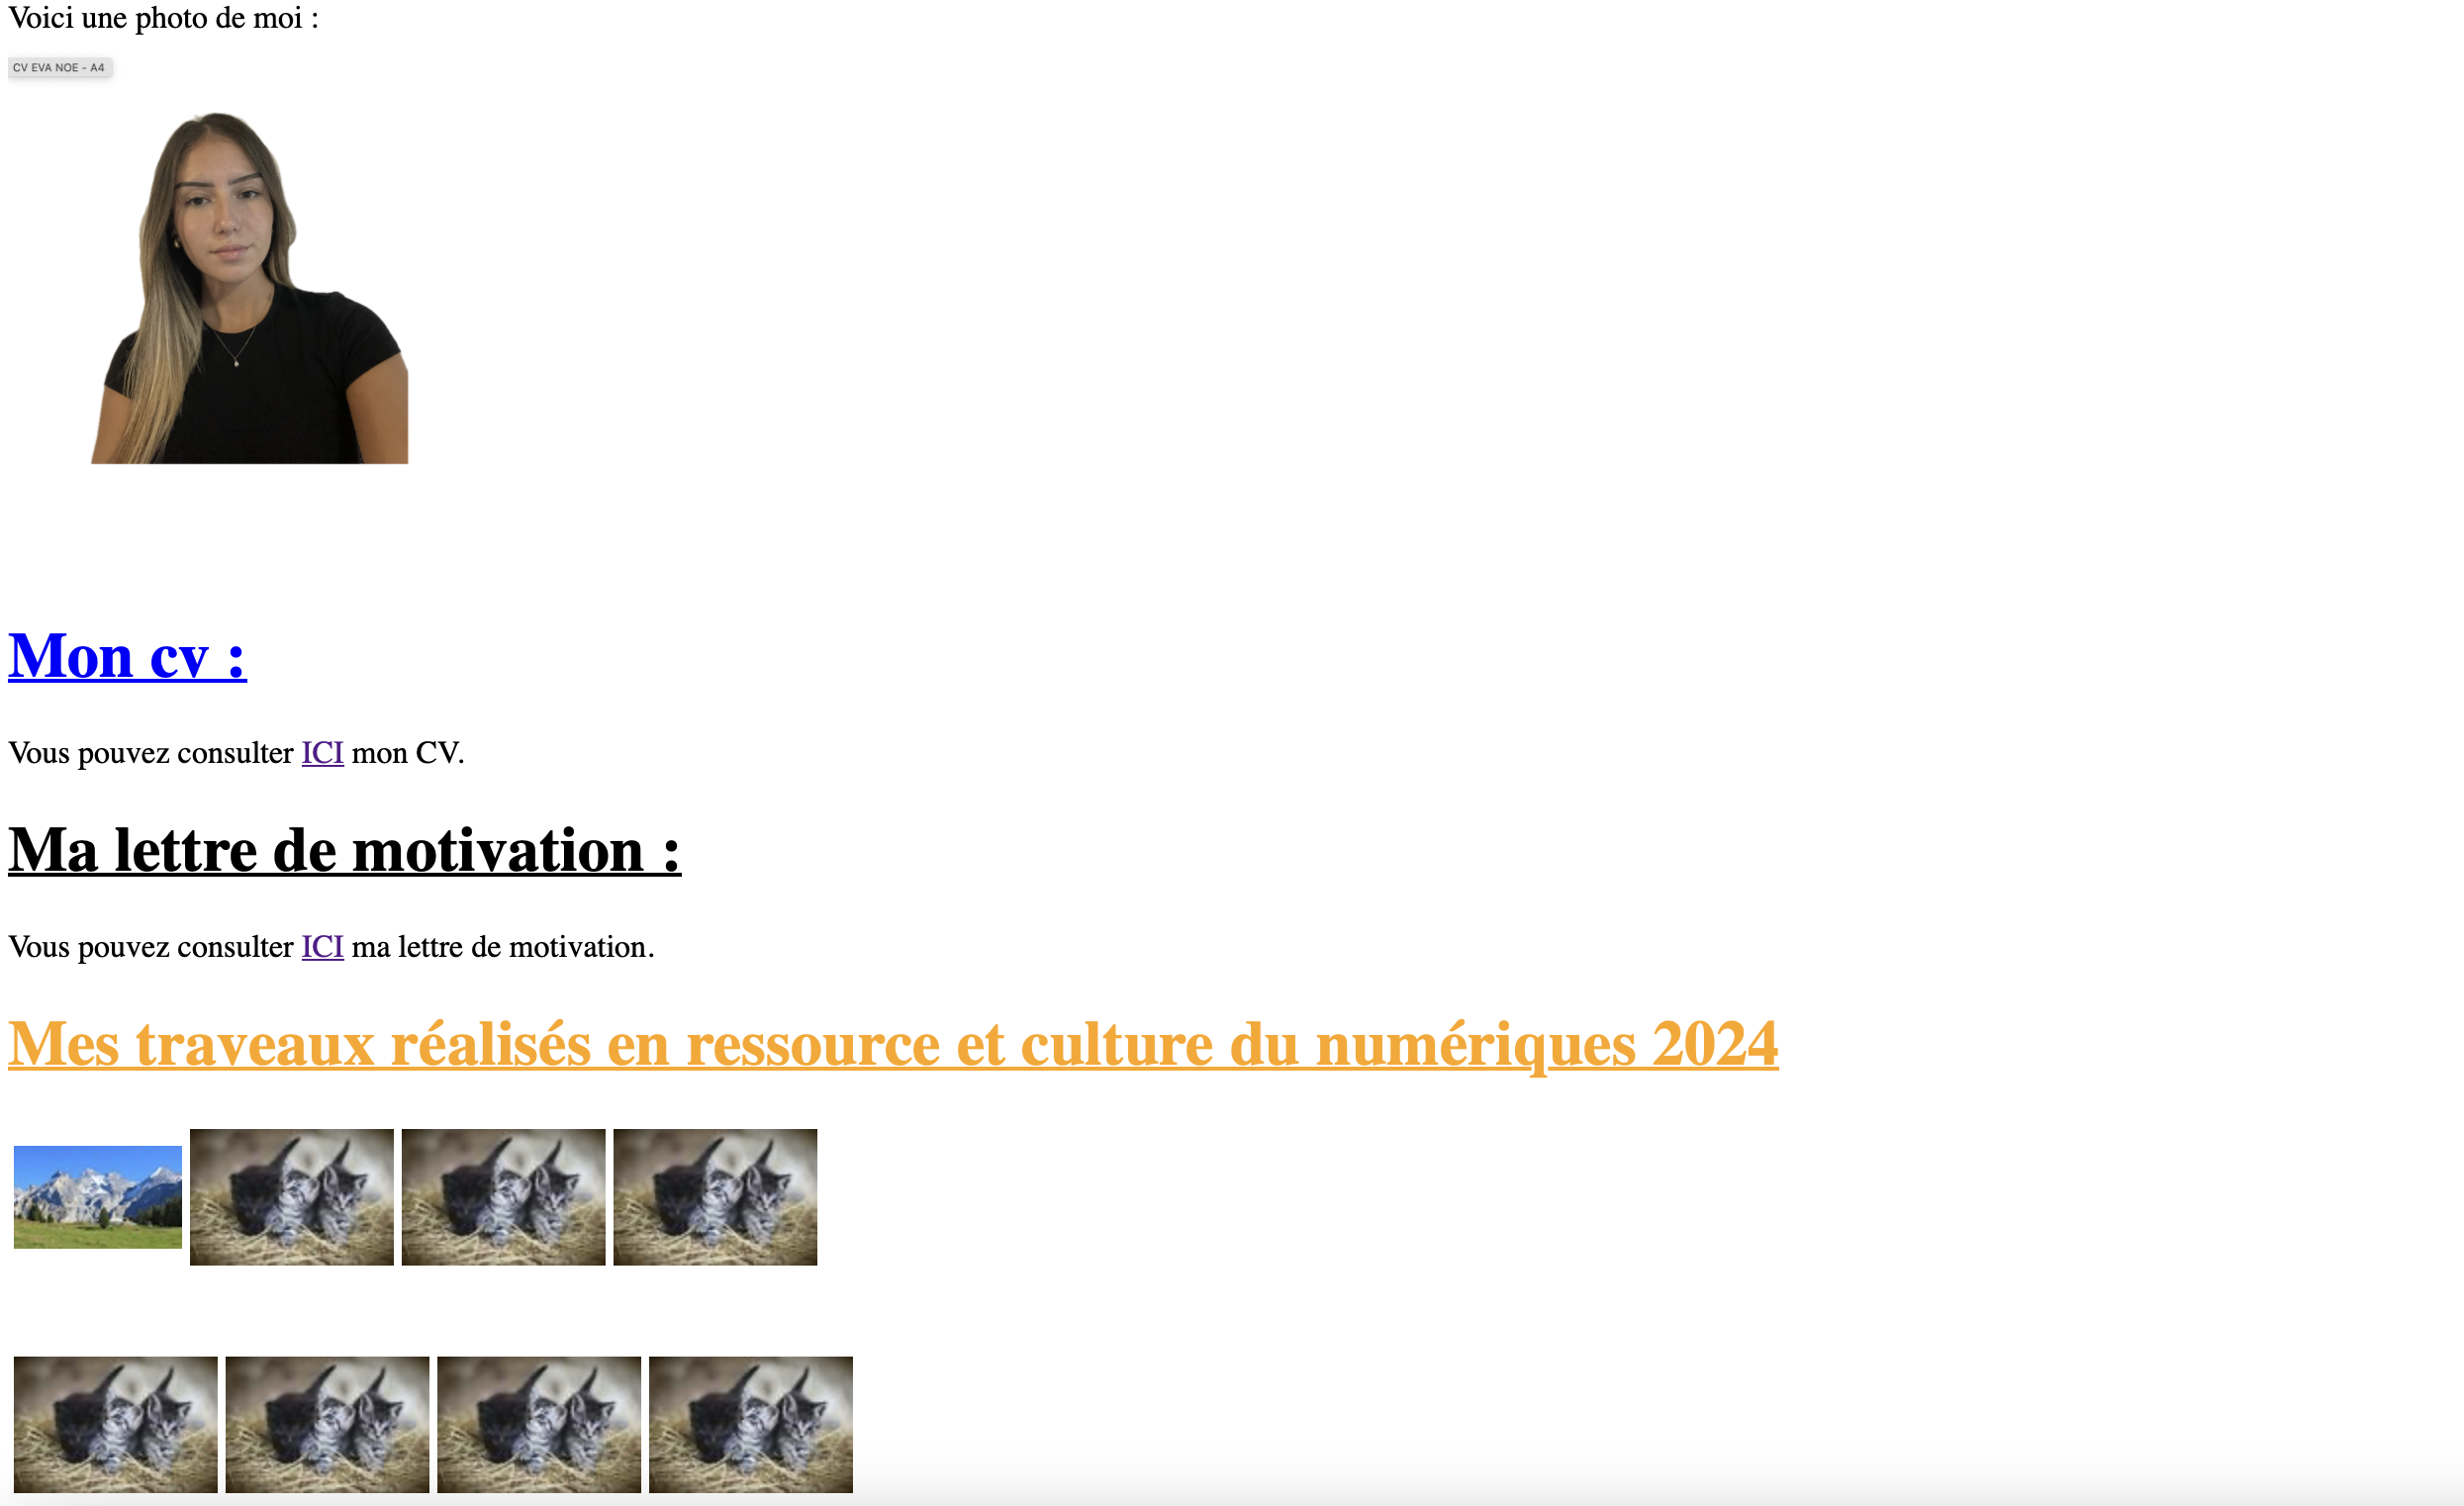 Voici une photo de moi :
CV EVA NOE - A4
Mon cv :
Vous pouvez consulter ICI mon CV.
Ma lettre de motivation :
Vous pouvez consulter ICI ma lettre de motivation.
Mes traveaux réalisés en ressource et culture du numériques 2024